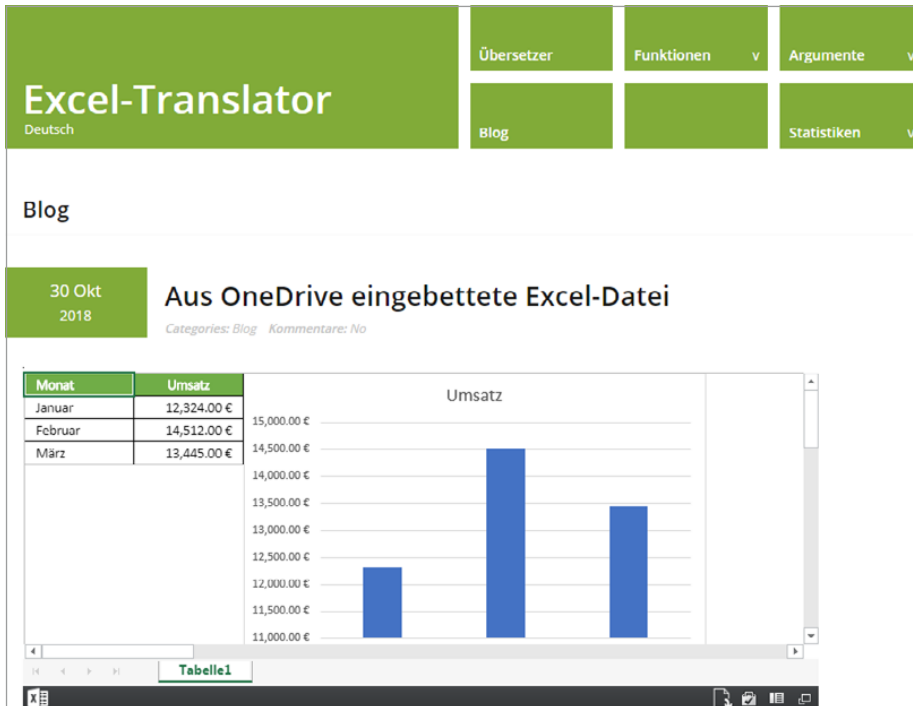 Übersetzer
Funktionen v
Argumente v
Excel-Translator
Deutsch
Blog
Statistiken v
Blog
30 Okt
2018
Aus OneDrive eingebettete Excel-Datei
Categories: Blog Kommentare: No
Monat Umsatz
Januar 12,324.00 €
Februar 14,512.00 €
März 13,445.00 €
Umsatz
15,000.00 €
14,500.00 €
14,000.00 €
13,500.00 €
13,000.00 €
12,500.00 €
12,000.00 €
11,500.00 €
11,000.00 €
Tabelle1